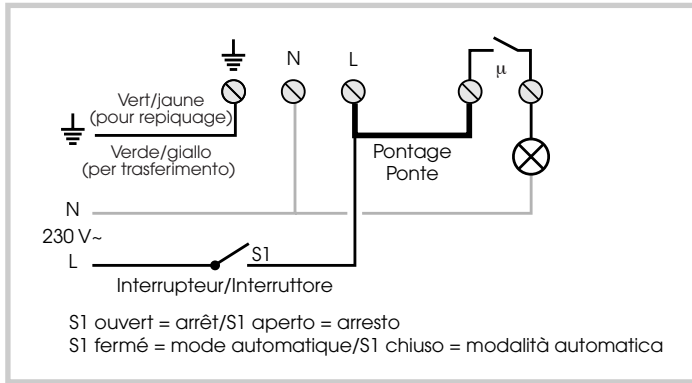 N
L
µ
Vert/jaune
(pour repiquage)
Verde/giallo
(per trasferimento)
Pontage
Ponte
N
230 V~
L
S1
Interrupteur/Interruttore
S1 ouvert = arrêt/S1 aperto = arresto
S1 fermé = mode automatique/S1 chiuso = modalità automatica